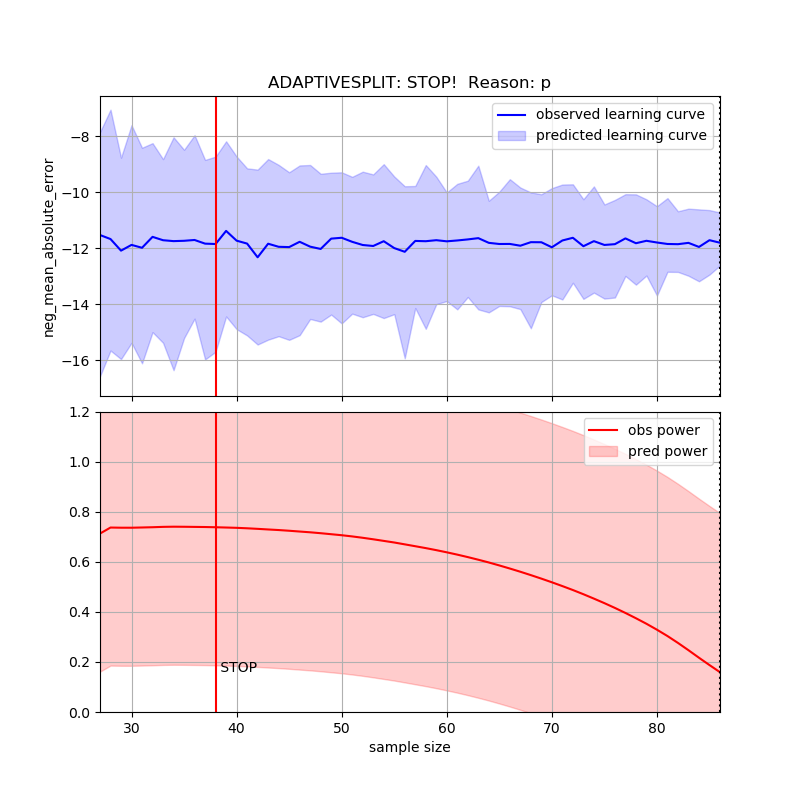 ADAPTIVESPLIT: STOP!  Reason: p
observed learning curve
predicted learning curve
neg_mean_absolute_error
−8
−10
−12
−14
−16
obs power
pred power
1.2
1.0
0.8
0.6
0.4
0.2
0.0
STOP
30 40 50 60 70 80
sample size